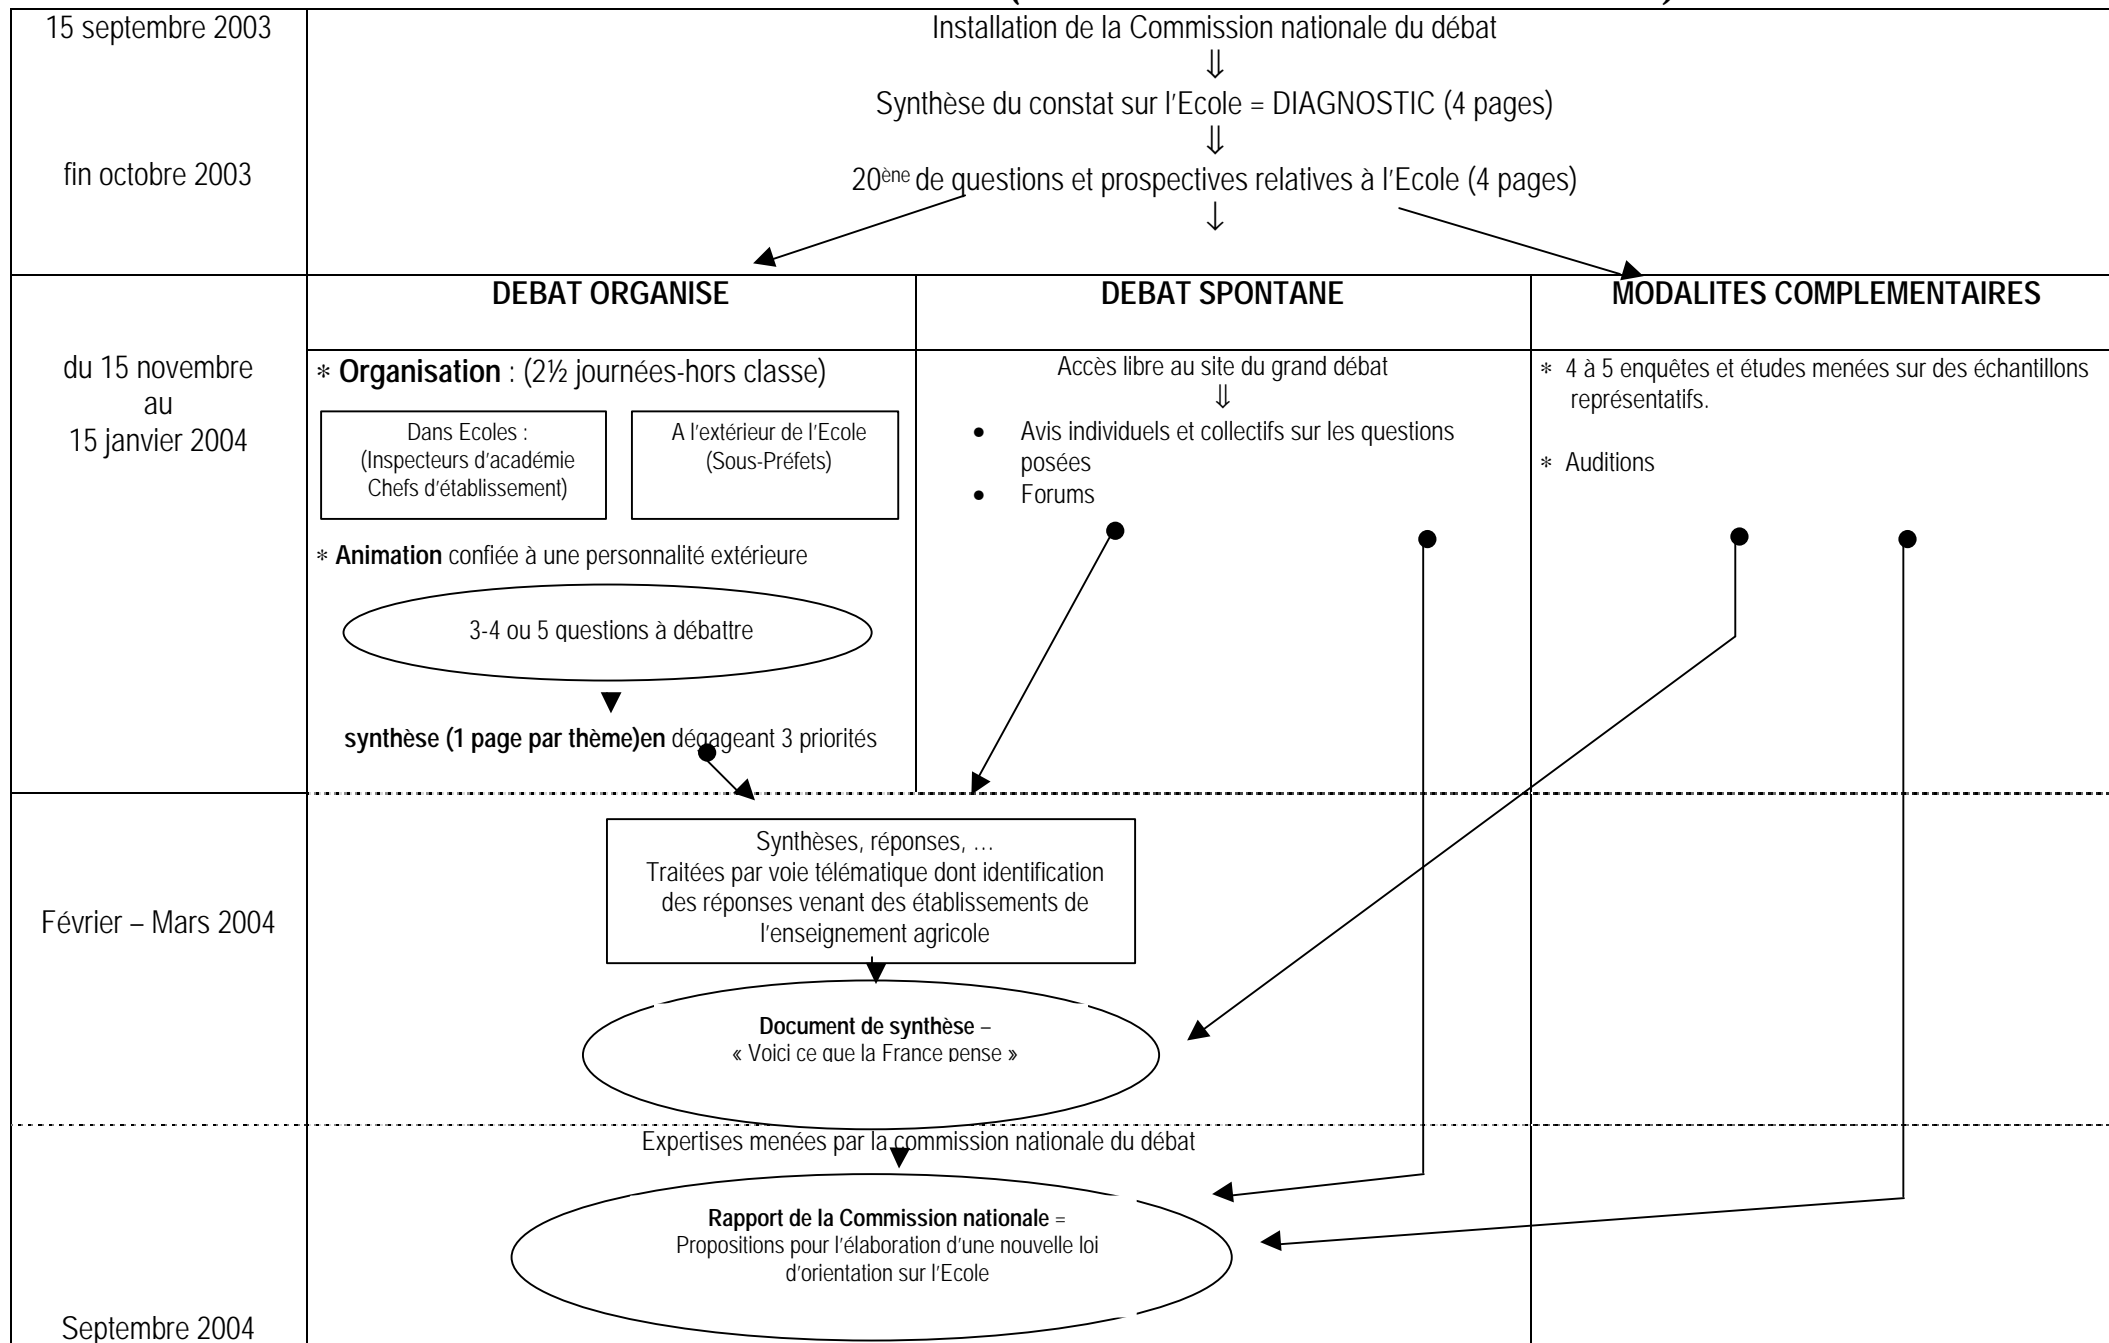 15 septembre 2003
Installation de la Commission nationale du débat
⇓
Synthèse du constat sur l'Ecole = DIAGNOSTIC (4 pages)
⇓
fin octobre 2003
20ène de questions et prospectives relatives à l'Ecole (4 pages)
↓
DEBAT ORGANISE
DEBAT SPONTANE
MODALITES COMPLEMENTAIRES
du 15 novembre
au
15 janvier 2004
* Organisation : (2½ journées-hors classe)
Dans Ecoles :
(Inspecteurs d'académie
Chefs d'établissement)
A l'extérieur de l'Ecole
(Sous-Préfets)
* Animation confiée à une personnalité extérieure
3-4 ou 5 questions à débattre
synthèse (1 page par thème)en dégageant 3 priorités
Accès libre au site du grand débat
⇓
• Avis individuels et collectifs sur les questions
posées
• Forums
* 4 à 5 enquêtes et études menées sur des échantillons
représentatifs.
* Auditions
Février – Mars 2004
Synthèses, réponses, …
Traitées par voie télématique dont identification
des réponses venant des établissements de
l'enseignement agricole
Document de synthèse –
« Voici ce que la France pense »
Expertises menées par la commission nationale du débat
Rapport de la Commission nationale =
Propositions pour l'élaboration d'une nouvelle loi
d'orientation sur l'Ecole
Septembre 2004